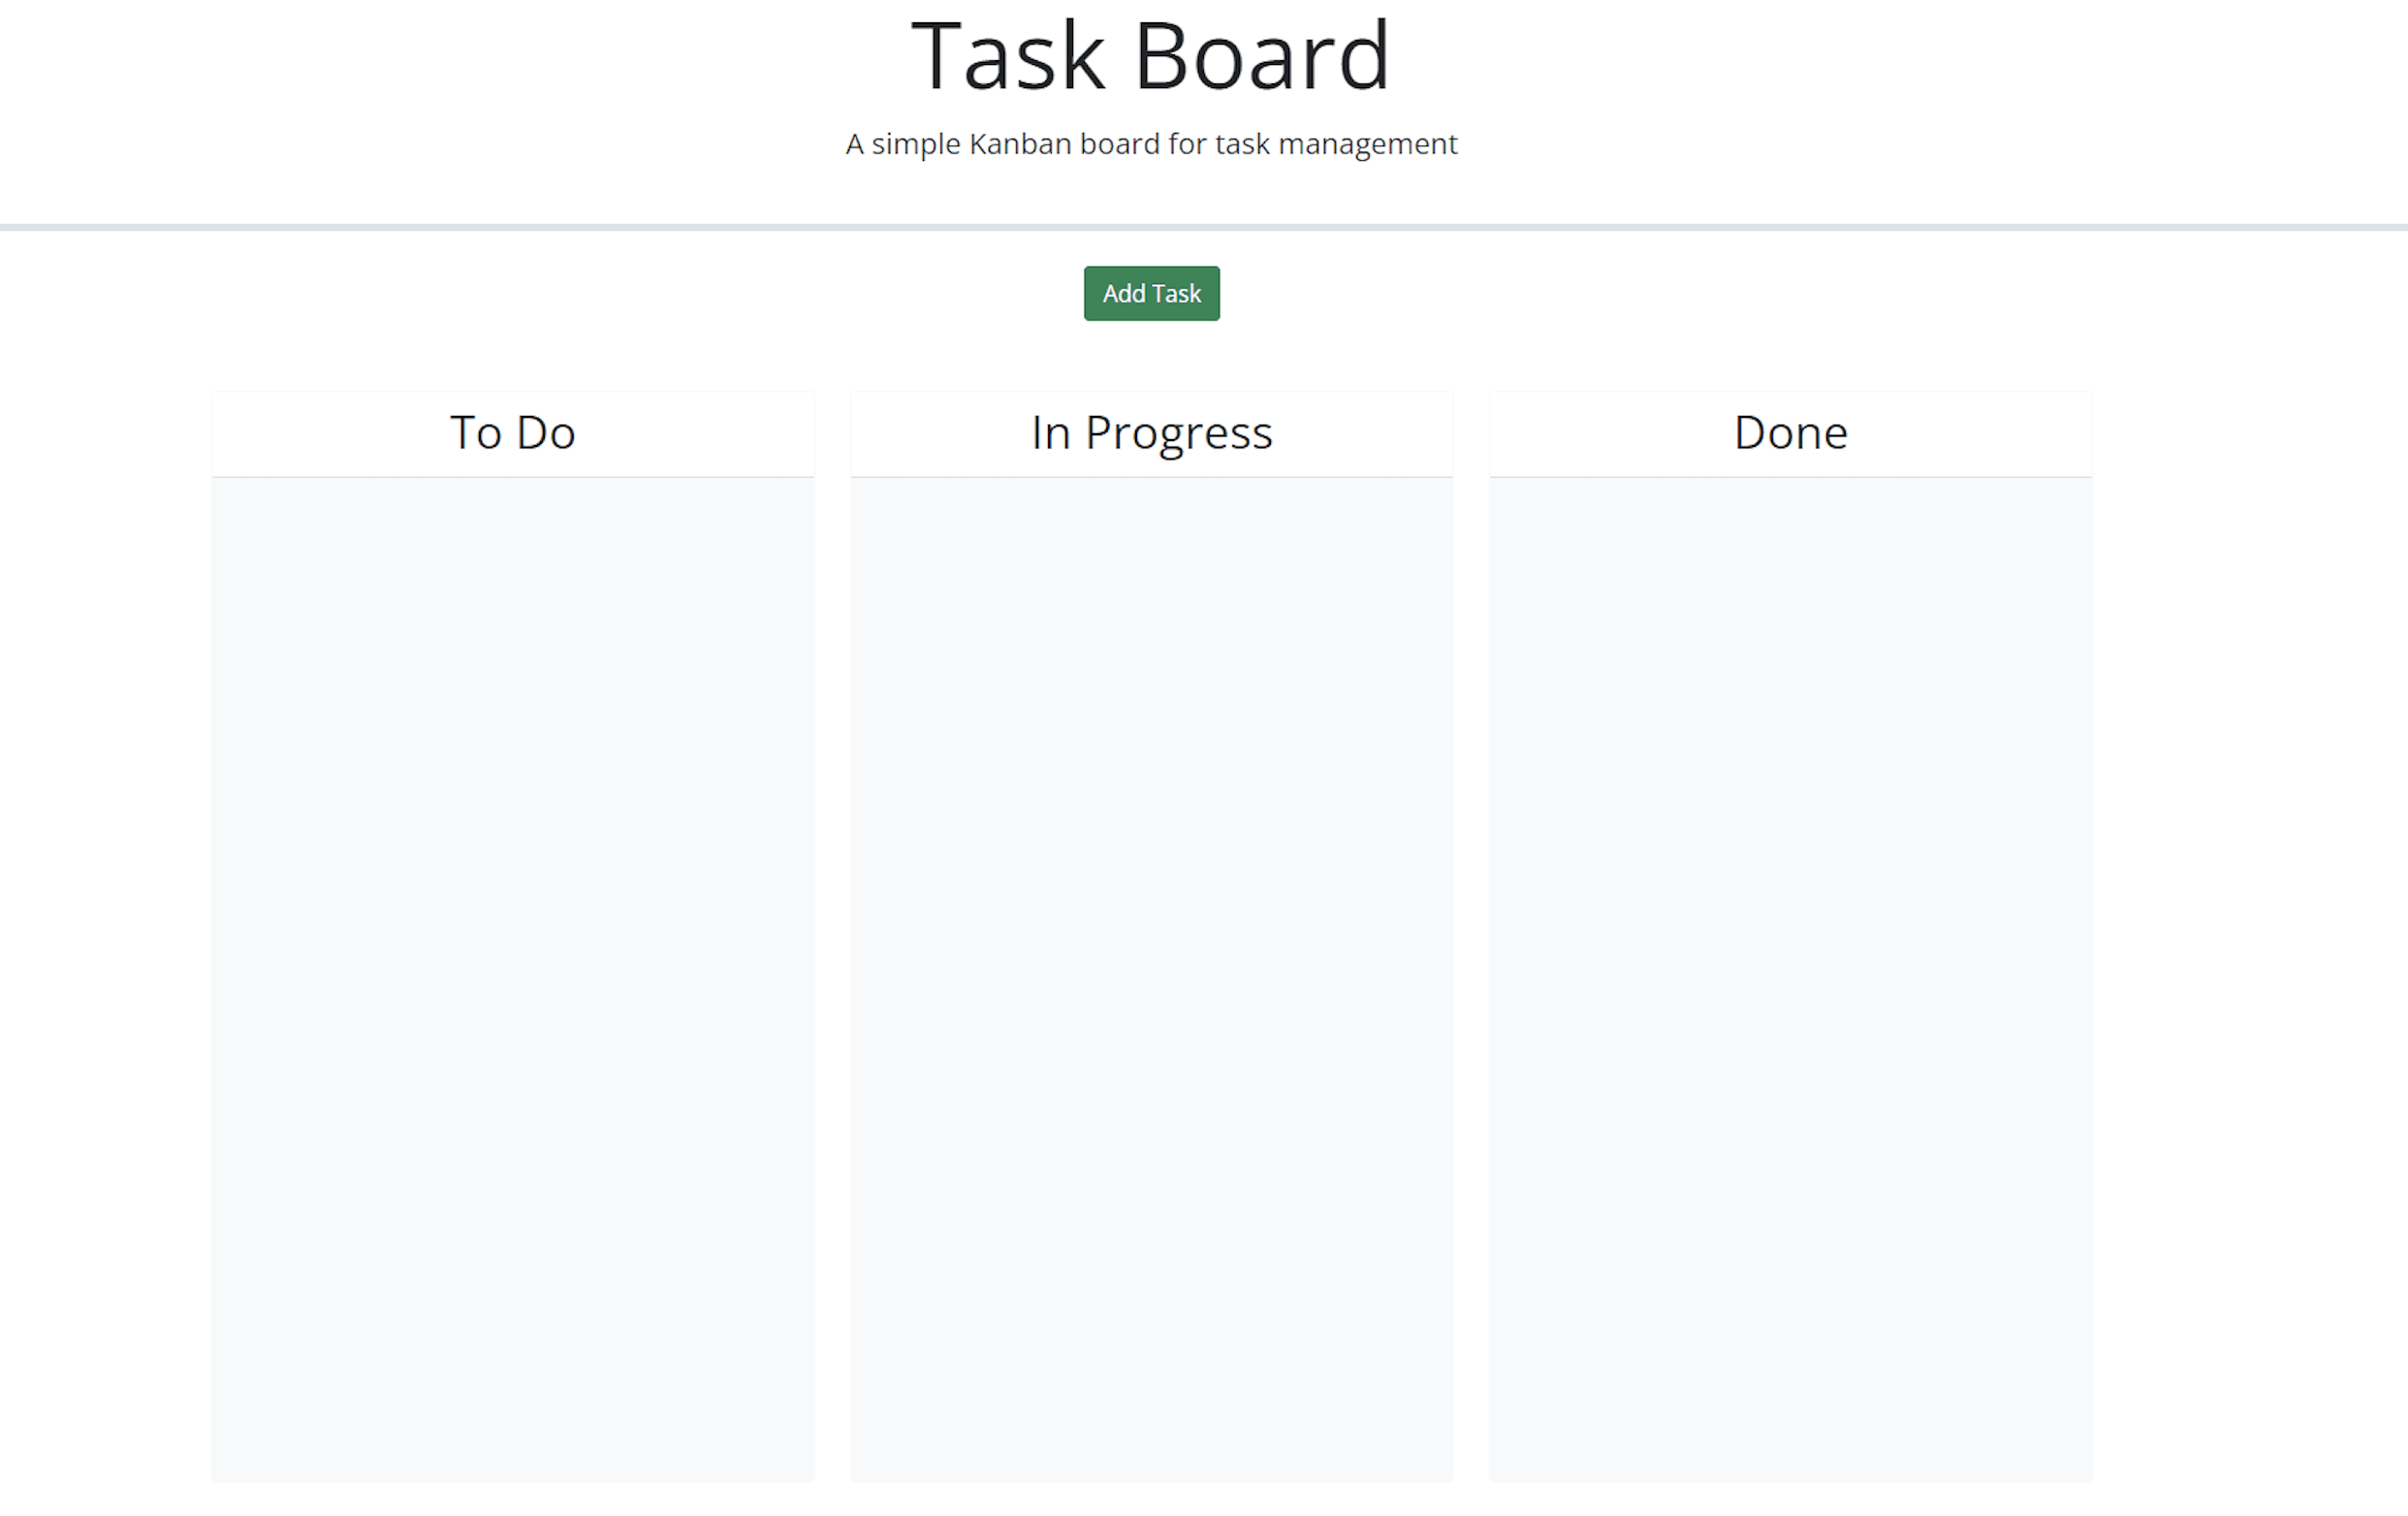 Task Board
A simple Kanban board for task management
Add Task
To Do
In Progress
Done